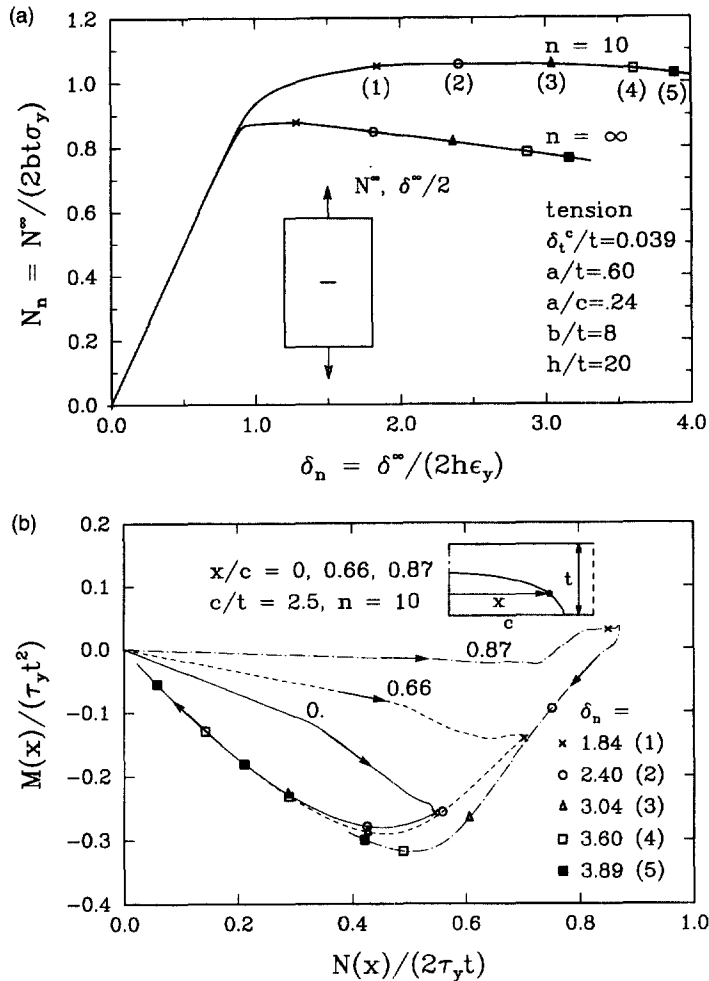 (a)
N_n = N^∞/(2btσ_y)
1.2
1.0
0.8
0.6
0.4
0.2
0.0
n = 10
(1) (2) (3) (4) (5)
n = ∞
N^∞, δ^∞/2
tension
δ_t^c/t=0.039
a/t=.60
a/c=.24
b/t=8
h/t=20
0.0 1.0 2.0 3.0 4.0
δ_n = δ^∞/(2hϵ_y)
(b)
M(x)/(τ_y t²)
0.2
0.1
0.0
-0.1
-0.2
-0.3
-0.4
x/c = 0, 0.66, 0.87
c/t = 2.5, n = 10
t
x
c
0.87
0.66
0.
δ_n =
× 1.84 (1)
○ 2.40 (2)
△ 3.04 (3)
□ 3.60 (4)
■ 3.89 (5)
0.0 0.2 0.4 0.6 0.8 1.0
N(x)/(2τ_y t)